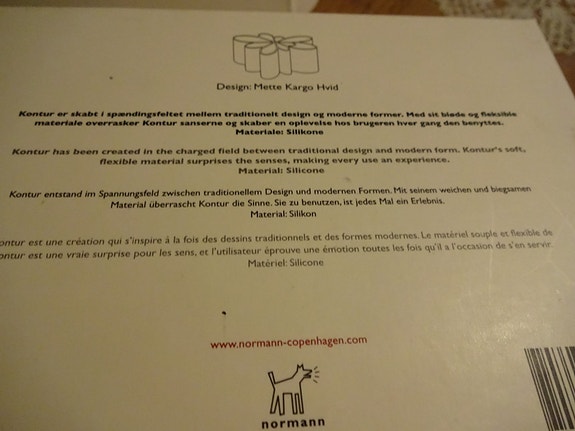 Design: Mette Kargo Hvid
Kontur er skabt i spændingsfeltet mellem traditionelt design og moderne former. Med sit bløde og fleksible
materiale overrasker Kontur sanserne og skaber en oplevelse hos brugeren hver gang den benyttes.
Materiale: Silikone
Kontur has been created in the charged field between traditional design and modern form. Kontur's soft,
flexible material surprises the senses, making every use an experience.
Material: Silicone
Kontur entstand im Spannungsfeld zwischen traditionellem Design und modernen Formen. Mit seinem weichen und biegsamen
Material überrascht Kontur die Sinne. Sie zu benutzen, ist jedes Mal ein Erlebnis.
Material: Silikon
ontur est une création qui s'inspire à la fois des dessins traditionnels et des formes modernes. Le matériel souple et flexible de
ontur est une vraie surprise pour les sens, et l'utilisateur éprouve une émotion toutes les fois qu'il a l'occasion de s'en servir.
Matériel: Silicone
www.normann-copenhagen.com
normann